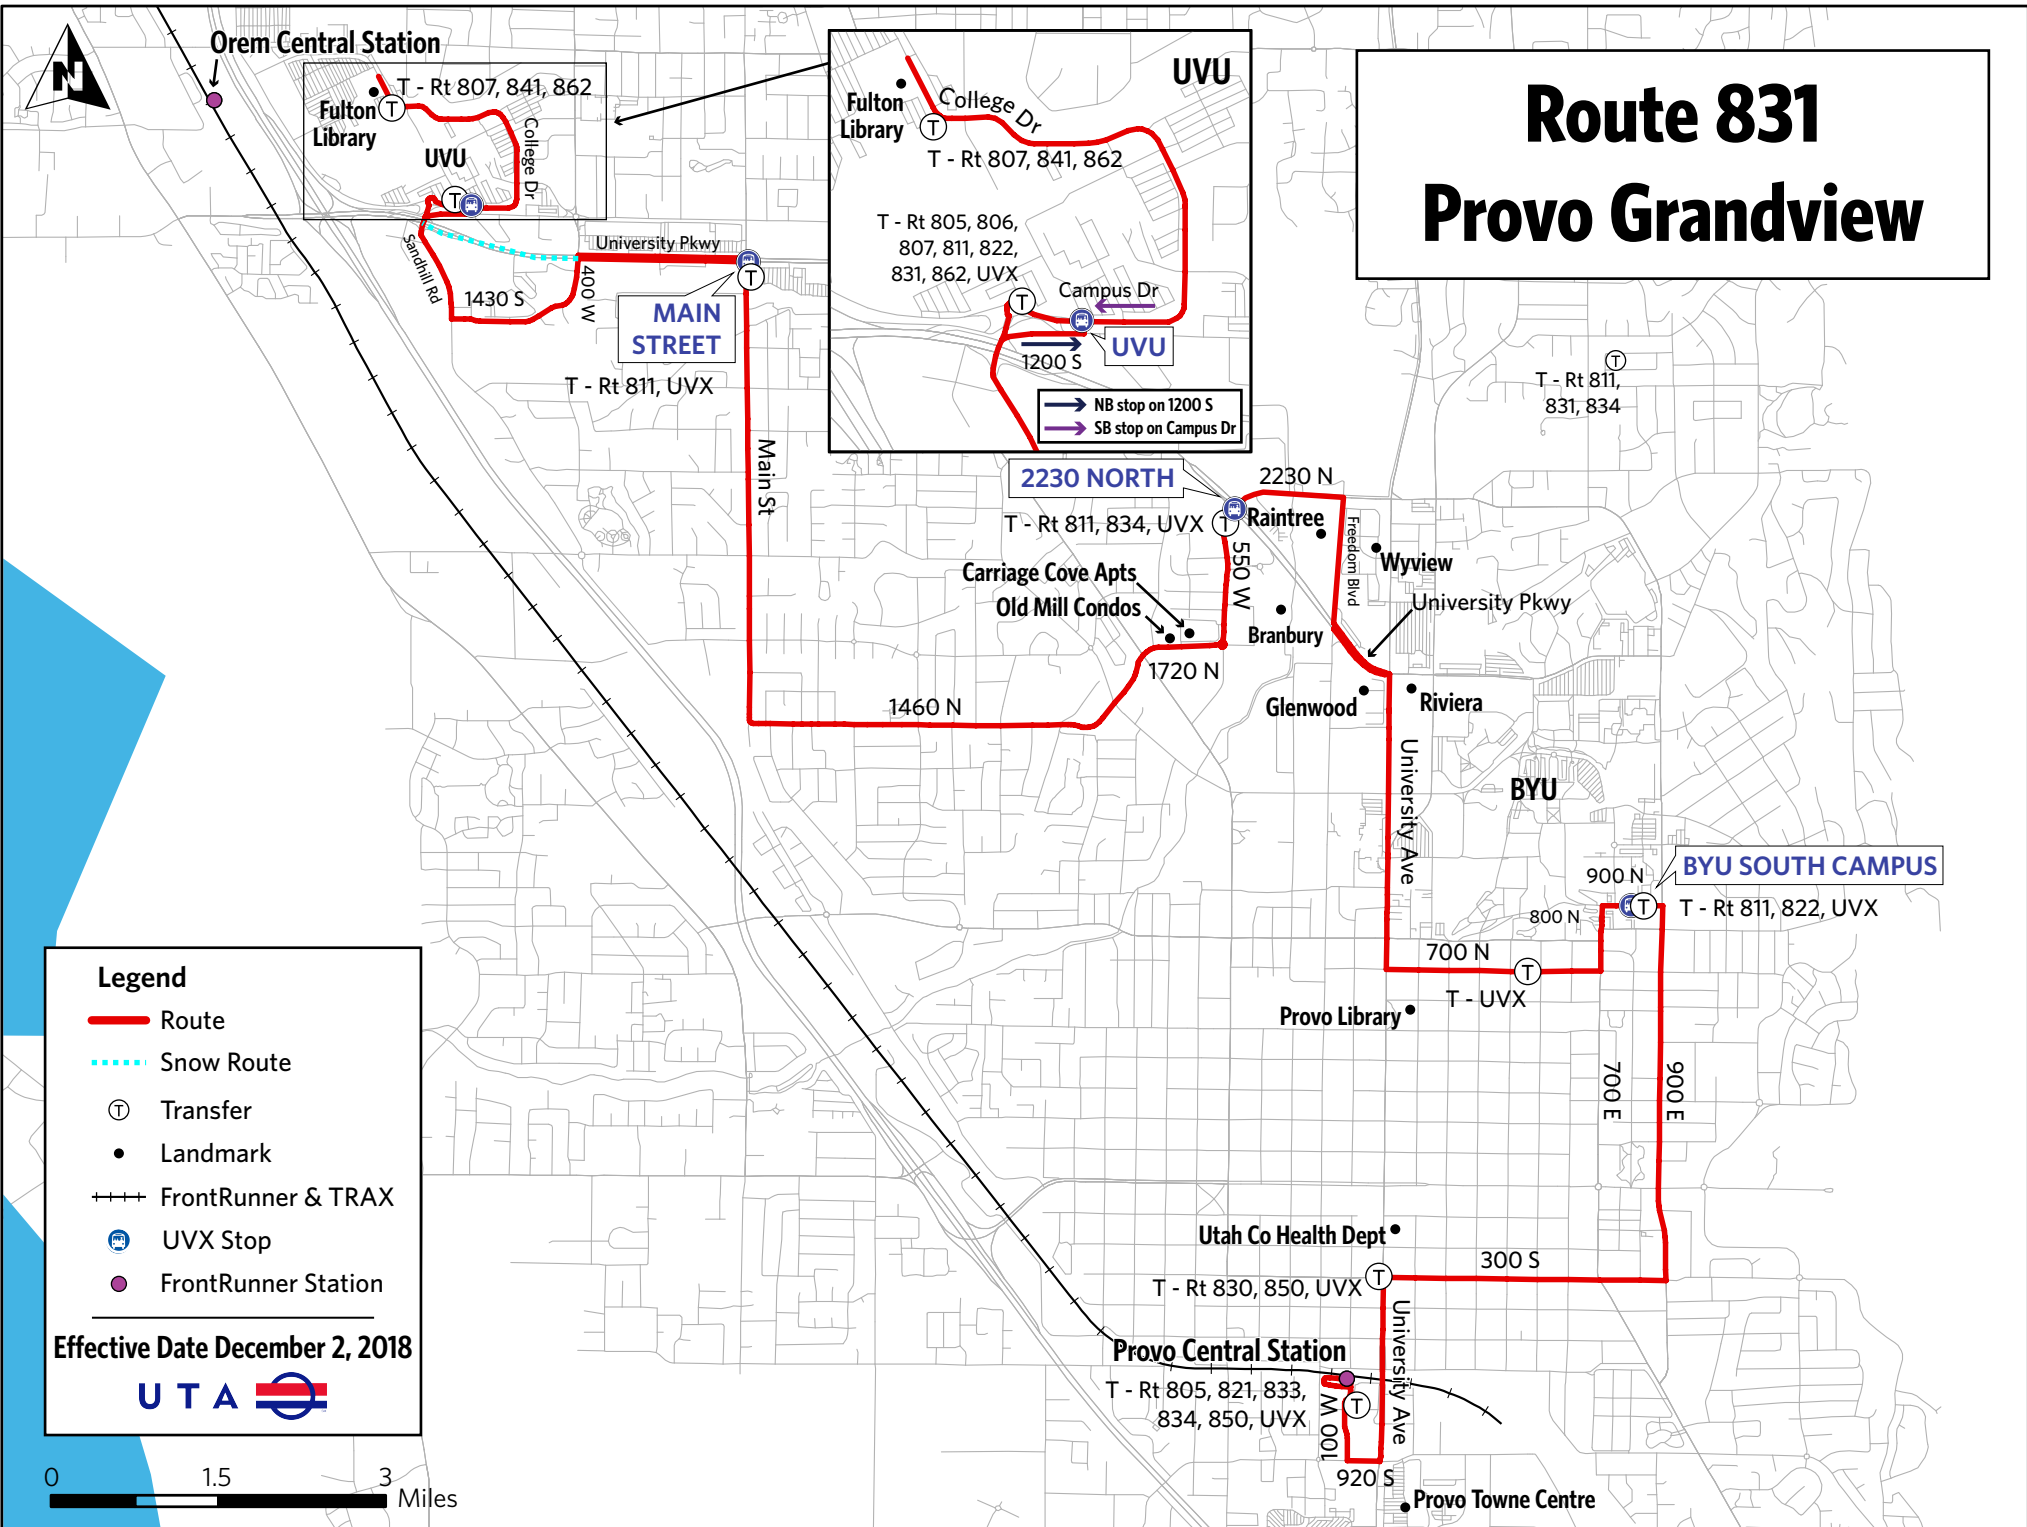 Route 831
Provo Grandview
N
Orem Central Station
T - Rt 807, 841, 862
Fulton
Library
UVU
College Dr
T
T
Sandhill Rd
1430 S
400 W
University Pkwy
MAIN
STREET
T
T - Rt 811, UVX
Main St
UVU
Fulton
Library
College Dr
T
T - Rt 807, 841, 862
T - Rt 805, 806,
807, 811, 822,
831, 862, UVX
T
Campus Dr
UVU
1200 S
NB stop on 1200 S
SB stop on Campus Dr
T
T - Rt 811,
831, 834
2230 NORTH
2230 N
T - Rt 811, 834, UVX
T
Raintree
Freedom Blvd
Wyview
550 W
Carriage Cove Apts
Old Mill Condos
University Pkwy
Branbury
1720 N
1460 N
Glenwood
Riviera
University Ave
BYU
BYU SOUTH CAMPUS
900 N
T
T - Rt 811, 822, UVX
800 N
700 N
T
T - UVX
Provo Library
700 E
900 E
Utah Co Health Dept
300 S
T
T - Rt 830, 850, UVX
University Ave
Provo Central Station
T - Rt 805, 821, 833,
834, 850, UVX
T
100 W
920 S
Provo Towne Centre
Legend
Route
Snow Route
T Transfer
Landmark
FrontRunner & TRAX
UVX Stop
FrontRunner Station
Effective Date December 2, 2018
U T A
0 1.5 3
Miles